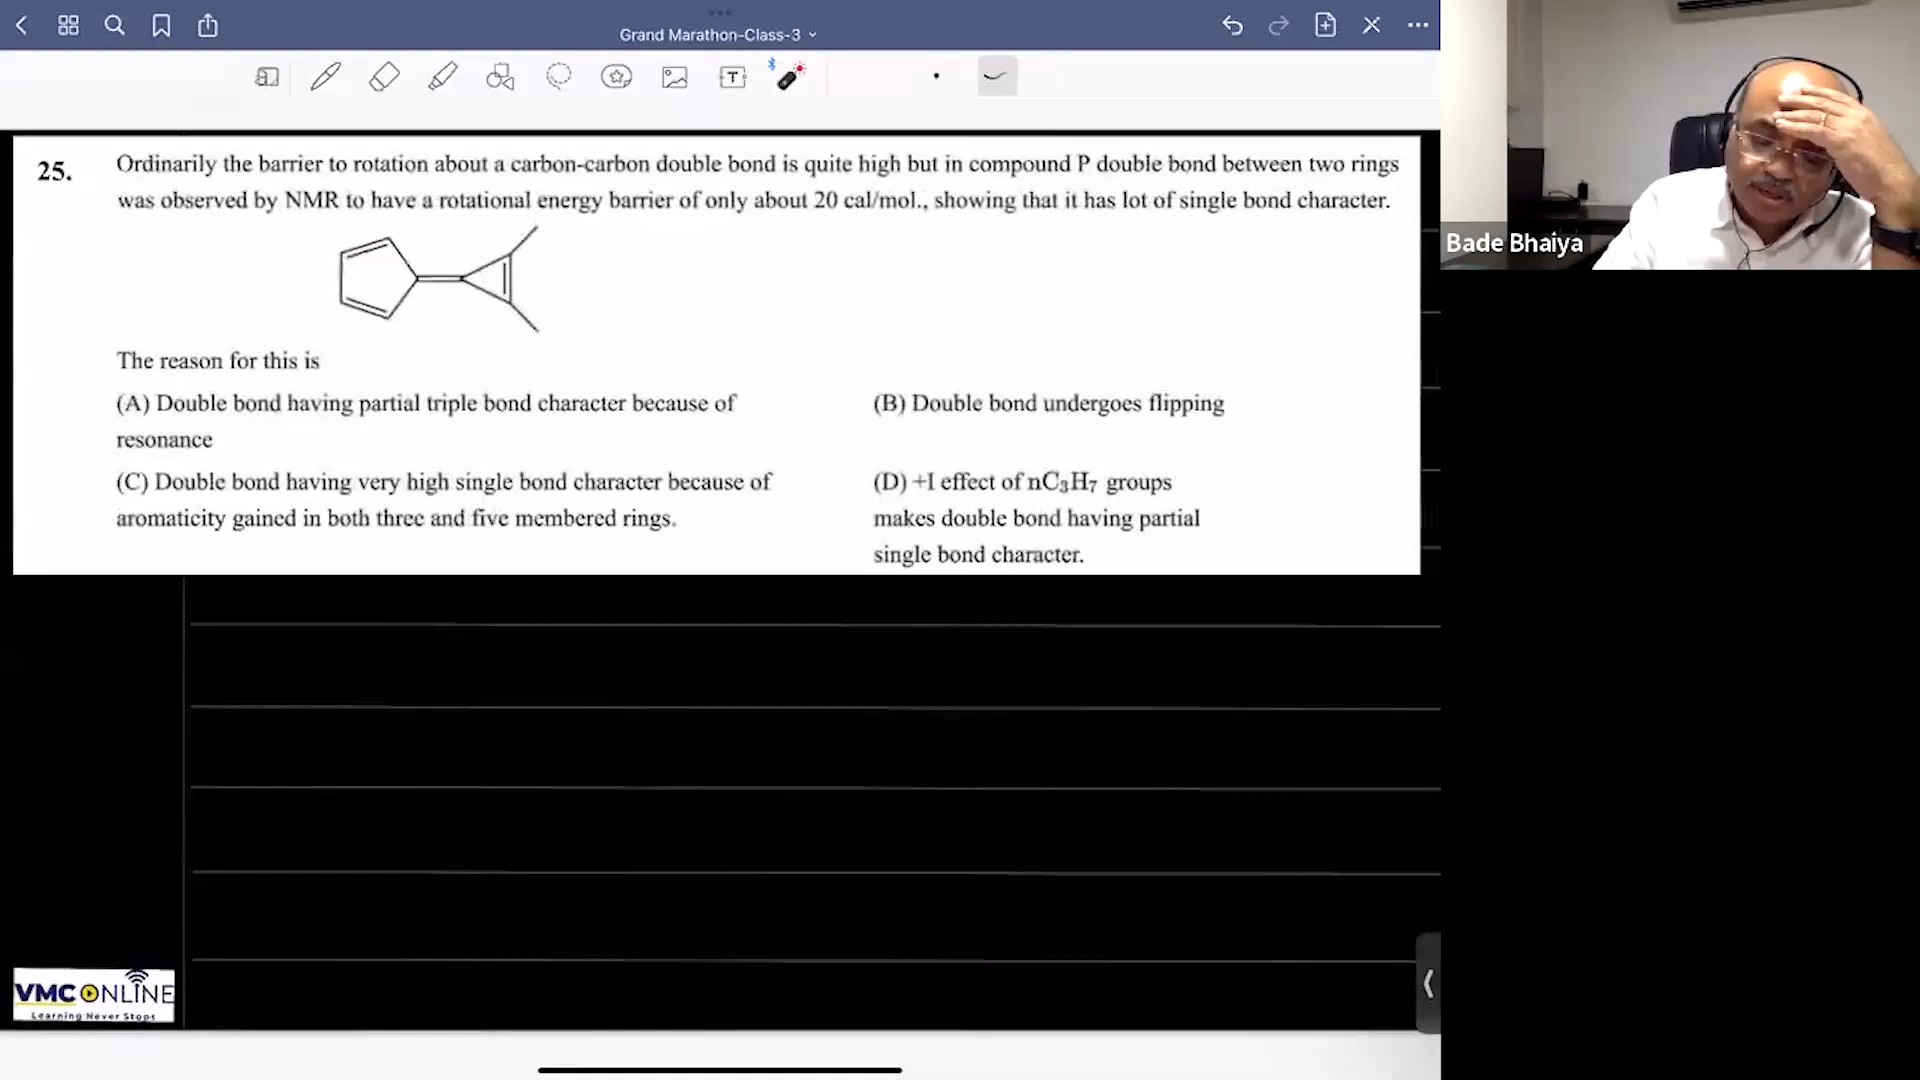 Grand Marathon-Class-3
25. Ordinarily the barrier to rotation about a carbon-carbon double bond is quite high but in compound P double bond between two rings
was observed by NMR to have a rotational energy barrier of only about 20 cal/mol., showing that it has lot of single bond character.
The reason for this is
(A) Double bond having partial triple bond character because of
resonance
(B) Double bond undergoes flipping
(C) Double bond having very high single bond character because of
aromaticity gained in both three and five membered rings.
(D) +I effect of nC₃H₇ groups
makes double bond having partial
single bond character.
Bade Bhaiya
VMC ONLINE
Learning Never Stops